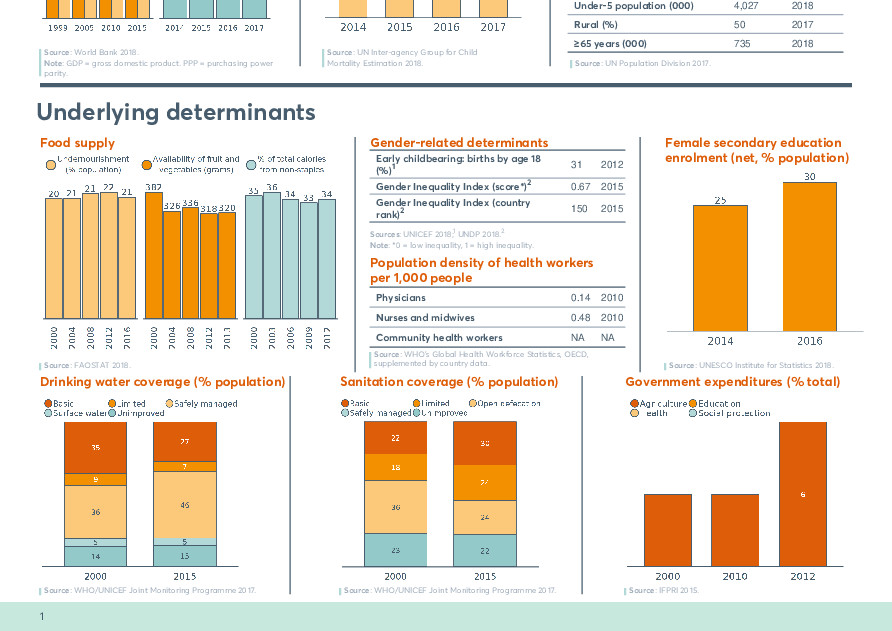 1999 2005 2010 2015
2014 2015 2016 2017
Source: World Bank 2018.
Note: GDP = gross domestic product. PPP = purchasing power
parity.
2014 2015 2016 2017
Source: UN Inter-agency Group for Child
Mortality Estimation 2018.
Under-5 population (000) 4,027 2018
Rural (%) 50 2017
≥65 years (000) 735 2018
Source: UN Population Division 2017.
Underlying determinants
Food supply
Undernourishment
(% population)
Availability of fruit and
vegetables (grams)
% of total calories
from non-staples
20 21 21 22 21
382 326 336 318 320
35 36 34 33 34
2000 2004 2008 2012 2016
2000 2004 2008 2012
2000 2006 2009 2012
Source: FAOSTAT 2018.
Gender-related determinants
Early childbearing: births by age 18
(%)1 31 2012
Gender Inequality Index (score*)2 0.67 2015
Gender Inequality Index (country
rank)2 150 2015
Sources: UNICEF 2018,1 UNDP 2018.2
Note: *0 = low inequality, 1 = high inequality.
Population density of health workers
per 1,000 people
Physicians 0.14 2010
Nurses and midwives 0.48 2010
Community health workers NA NA
Source: WHO's Global Health Workforce Statistics, OECD,
supplemented by country data.
Female secondary education
enrolment (net, % population)
25 30
2014 2016
Source: UNESCO Institute for Statistics 2018.
Drinking water coverage (% population)
Basic Limited Safely managed
Surface water Unimproved
35 27
9 7
36 46
5 5
14 15
2000 2015
Source: WHO/UNICEF Joint Monitoring Programme 2017.
Sanitation coverage (% population)
Basic Limited Open defecation
Safely managed Unimproved
22 30
18 24
36 24
23 22
2000 2015
Source: WHO/UNICEF Joint Monitoring Programme 2017.
Government expenditures (% total)
Agriculture Education
Health Social protection
6
2000 2010 2012
Source: IFPRI 2015.
1